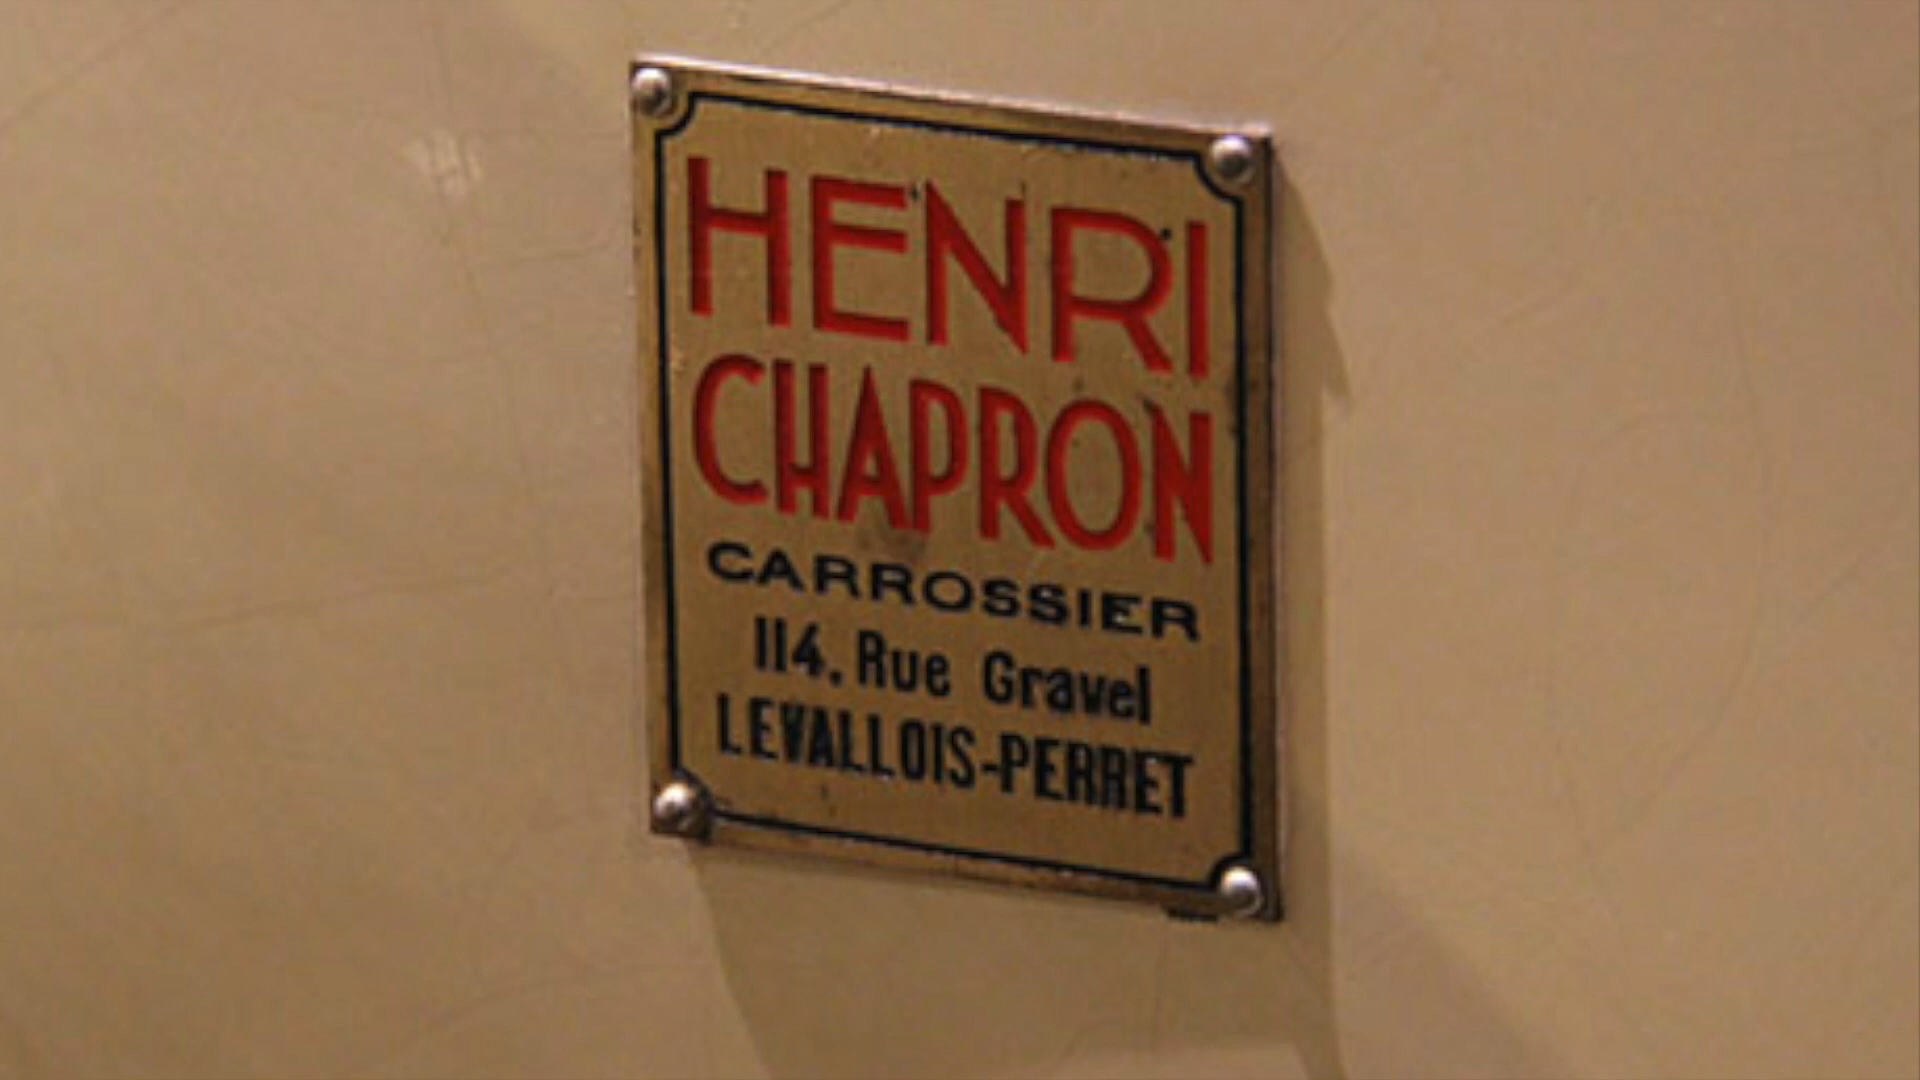 HENRI
CHAPRON
CARROSSIER
114. Rue Gravel
LEVALLOIS-PERRET